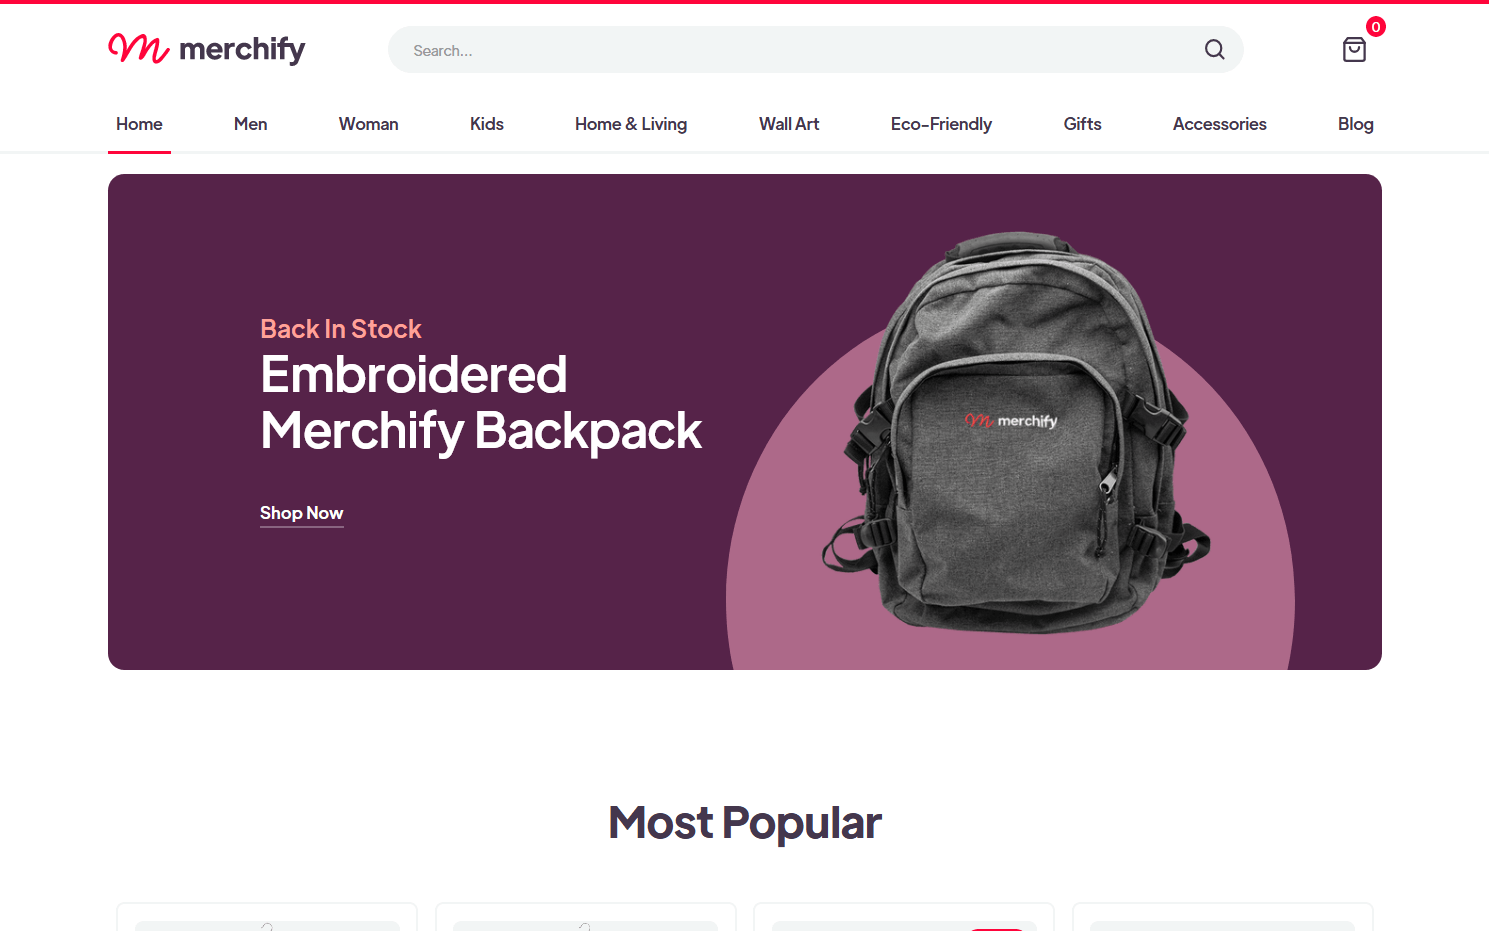 merchify
Search...
0
Home
Men
Woman
Kids
Home & Living
Wall Art
Eco-Friendly
Gifts
Accessories
Blog
Back In Stock
Embroidered
Merchify Backpack
Shop Now
merchify
Most Popular